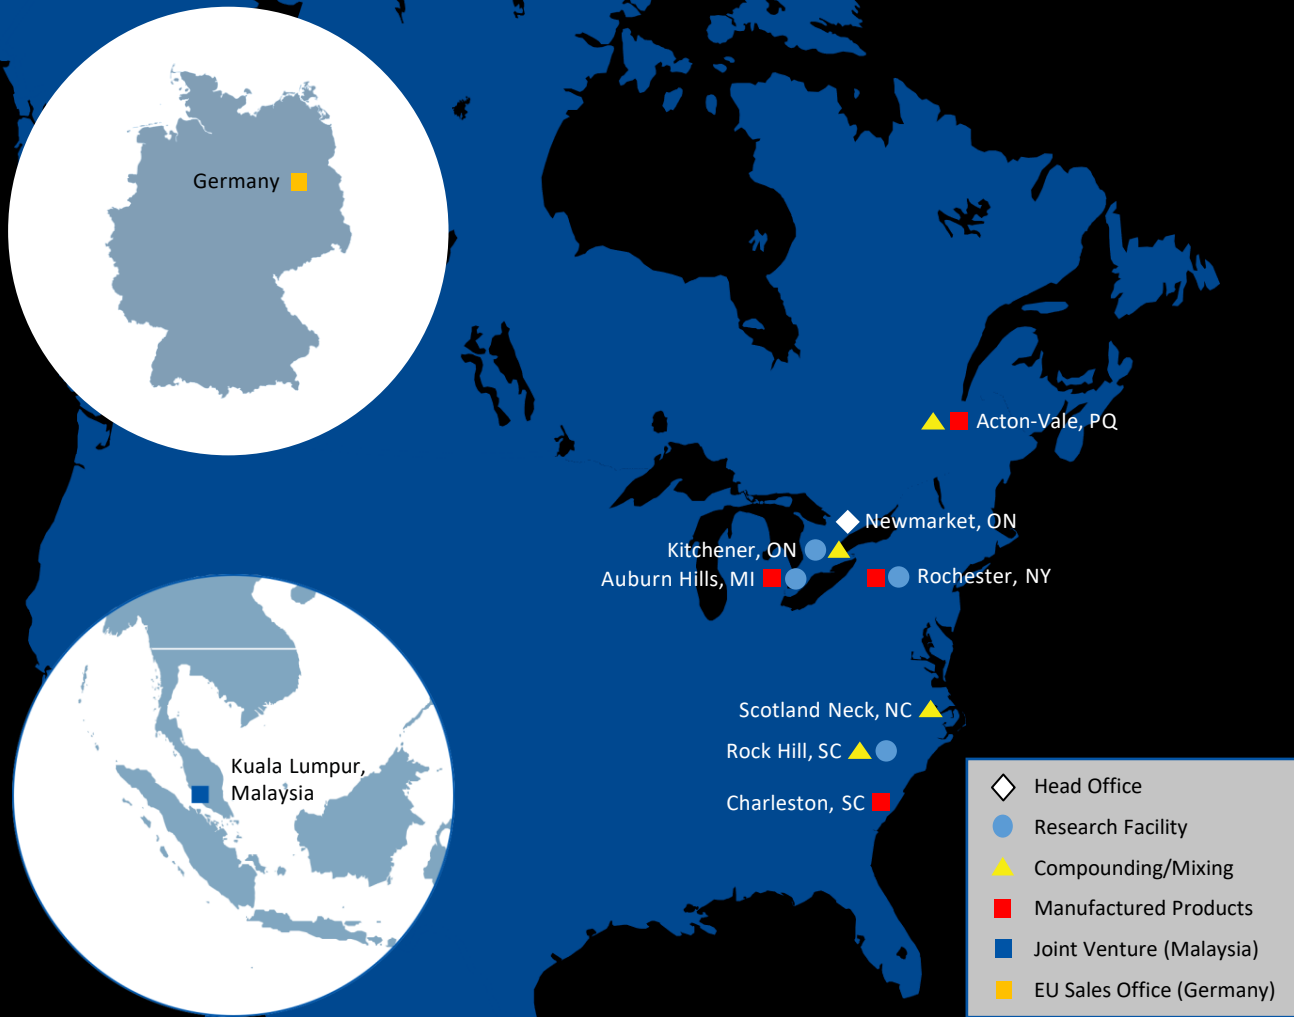 Germany
Acton-Vale, PQ
Newmarket, ON
Kitchener, ON
Auburn Hills, MI
Rochester, NY
Scotland Neck, NC
Rock Hill, SC
Charleston, SC
Kuala Lumpur,
Malaysia
Head Office
Research Facility
Compounding/Mixing
Manufactured Products
Joint Venture (Malaysia)
EU Sales Office (Germany)